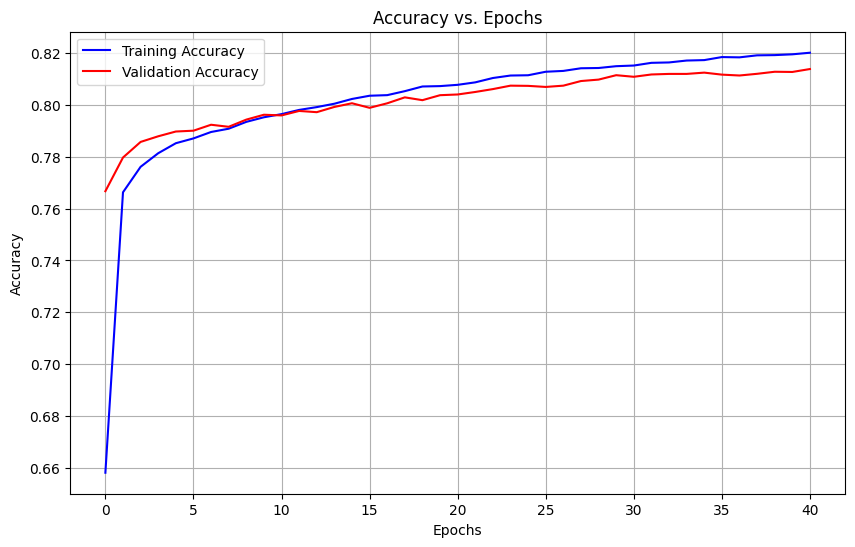 Accuracy vs. Epochs
Training Accuracy
Validation Accuracy
0.82
0.80
0.78
0.76
0.74
0.72
0.70
0.68
0.66
Accuracy
0 5 10 15 20 25 30 35 40
Epochs